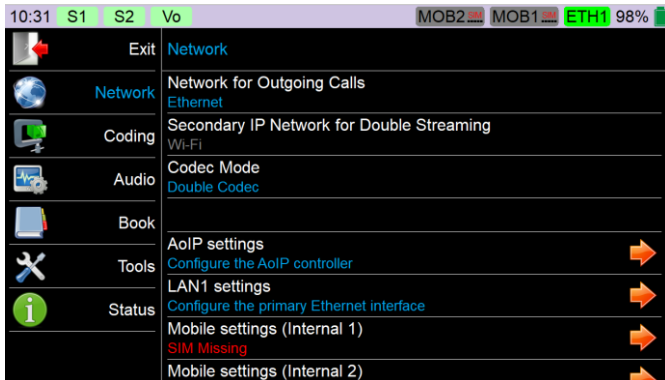 10:31 S1 S2 Vo MOB2 SIM MOB1 SIM ETH1 98%
Exit
Network
Coding
Audio
Book
Tools
Status
Network
Network for Outgoing Calls
Ethernet
Secondary IP Network for Double Streaming
Wi-Fi
Codec Mode
Double Codec
AoIP settings
Configure the AoIP controller
LAN1 settings
Configure the primary Ethernet interface
Mobile settings (Internal 1)
SIM Missing
Mobile settings (Internal 2)